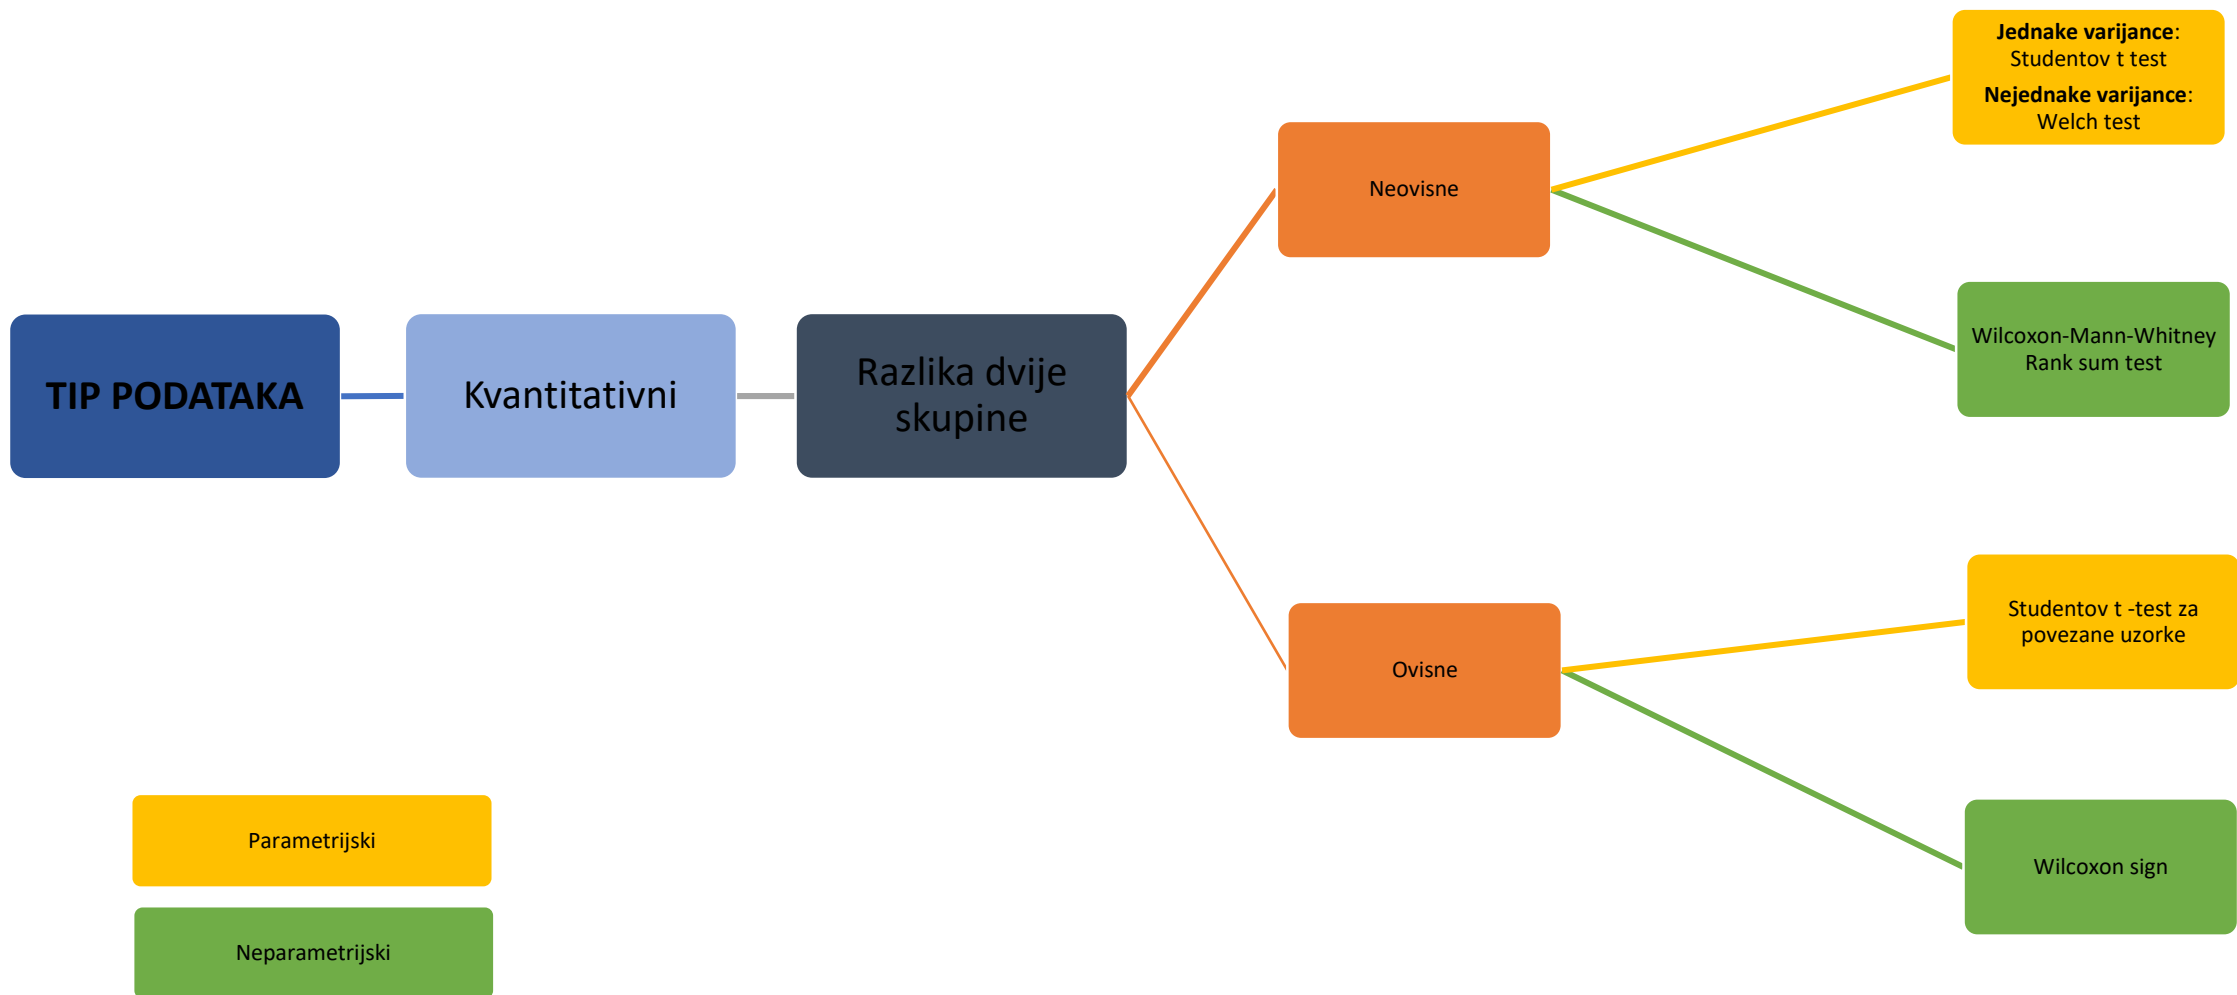 Jednake varijance:
Studentov t test
Nejednake varijance:
Welch test
Neovisne
Wilcoxon-Mann-Whitney
Rank sum test
TIP PODATAKA
Kvantitativni
Razlika dvije
skupine
Studentov t -test za
povezane uzorke
Ovisne
Wilcoxon sign
Parametrijski
Neparametrijski